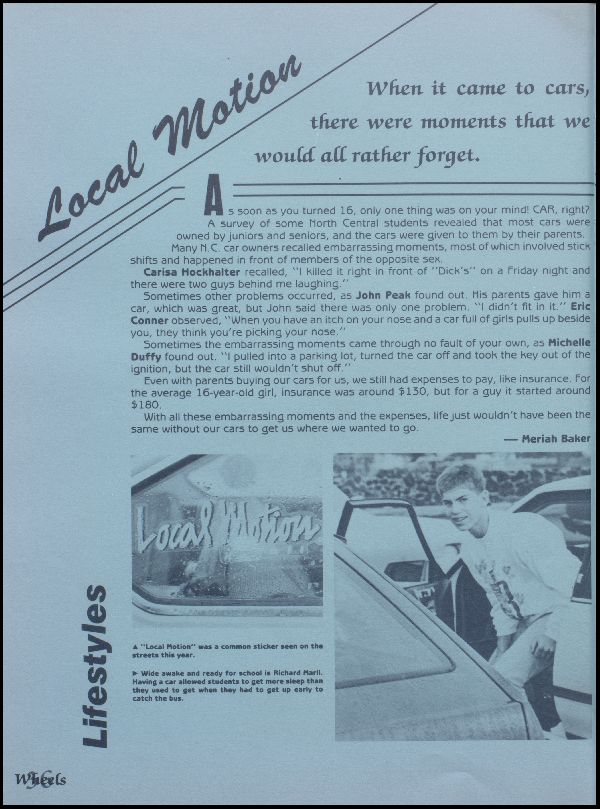 Local Motion
When it came to cars,
there were moments that we
would all rather forget.
As soon as you turned 16, only one thing was on your mind! CAR, right?
A survey of some North Central students revealed that most cars were
owned by juniors and seniors, and the cars were given to them by their parents.
Many N.C. car owners recalled embarrassing moments, most of which involved stick
shifts and happened in front of members of the opposite sex.
Carisa Hockhalter recalled, "I killed it right in front of "Dick's" on a Friday night and
there were two guys behind me laughing."
Sometimes other problems occurred, as John Peak found out. His parents gave him a
car, which was great, but John said there was only one problem. "I didn't fit in it." Eric
Conner observed, "When you have an itch on your nose and a car full of girls pulls up beside
you, they think you're picking your nose."
Sometimes the embarrassing moments came through no fault of your own, as Michelle
Duffy found out. "I pulled into a parking lot, turned the car off and took the key out of the
ignition, but the car still wouldn't shut off."
Even with parents buying our cars for us, we still had expenses to pay, like insurance. For
the average 16-year-old girl, insurance was around $130, but for a guy it started around
$180.
With all these embarrassing moments and the expenses, life just wouldn't have been the
same without our cars to get us where we wanted to go.
— Meriah Baker
Local Motion
▲ "Local Motion" was a common sticker seen on the
streets this year.
► Wide awake and ready for school is Richard Marll.
Having a car allowed students to get more sleep than
they used to get when they had to get up early to
catch the bus.
Lifestyles
Wheels